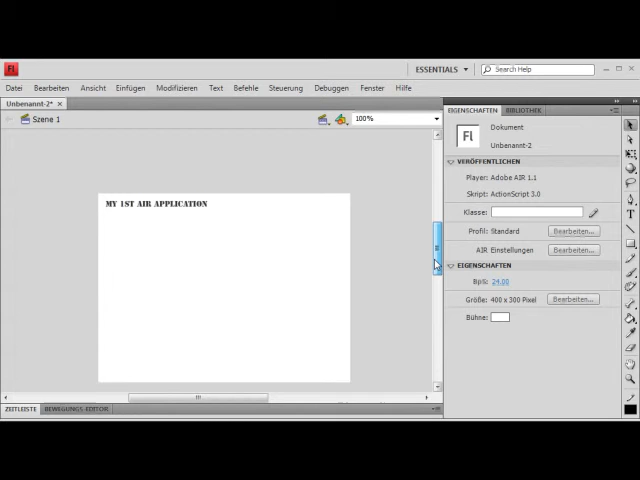 Fl
ESSENTIALS
Search Help
Datei Bearbeiten Ansicht Einfügen Modifizieren Text Befehle Steuerung Debuggen Fenster Hilfe
Unbenannt-2*
Szene 1
100%
MY 1ST AIR APPLICATION
ZEITLEISTE BEWEGUNGS-EDITOR
EIGENSCHAFTEN BIBLIOTHEK
Fl
Dokument
Unbenannt-2
VERÖFFENTLICHEN
Player: Adobe AIR 1.1
Skript: ActionScript 3.0
Klasse:
Profil: Standard Bearbeiten...
AIR Einstellungen Bearbeiten...
EIGENSCHAFTEN
BpS: 24.00
Größe: 400 x 300 Pixel Bearbeiten...
Bühne: